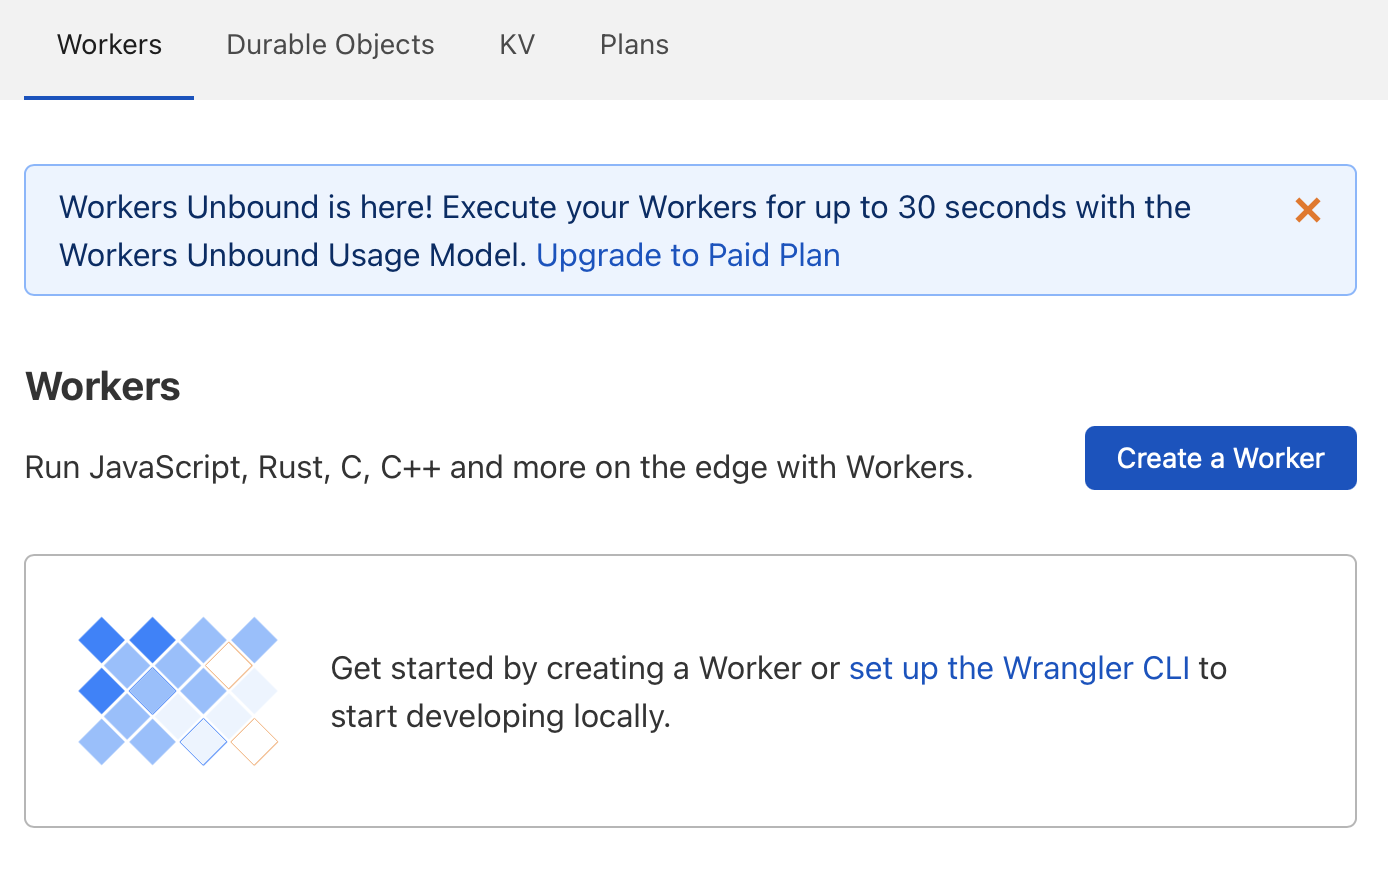 Workers Durable Objects KV Plans
Workers Unbound is here! Execute your Workers for up to 30 seconds with the
Workers Unbound Usage Model. Upgrade to Paid Plan
Workers
Run JavaScript, Rust, C, C++ and more on the edge with Workers.
Create a Worker
Get started by creating a Worker or set up the Wrangler CLI to
start developing locally.